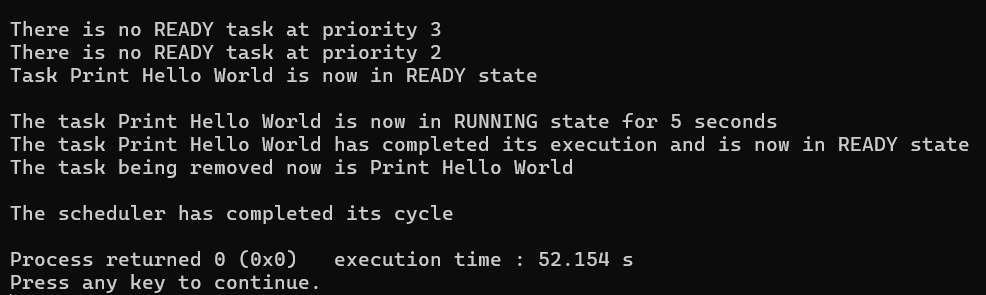 There is no READY task at priority 3
There is no READY task at priority 2
Task Print Hello World is now in READY state
The task Print Hello World is now in RUNNING state for 5 seconds
The task Print Hello World has completed its execution and is now in READY state
The task being removed now is Print Hello World
The scheduler has completed its cycle
Process returned 0 (0x0)   execution time : 52.154 s
Press any key to continue.